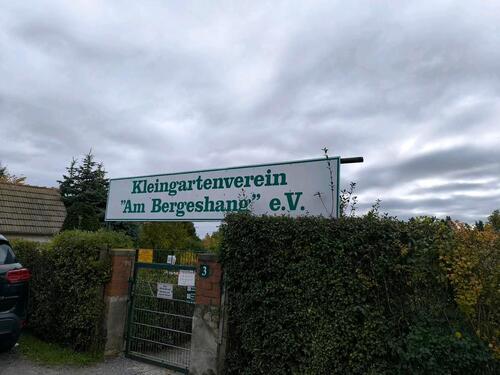 Kleingartenverein
"Am Bergeshang" e.V.
3